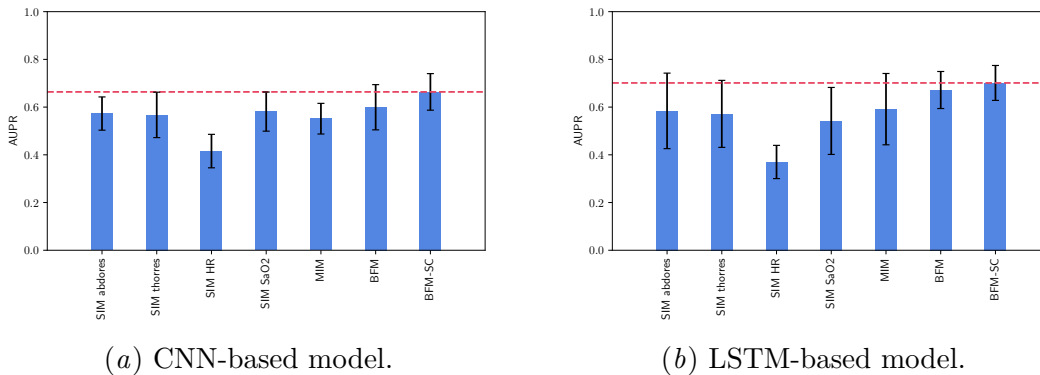 1.0
0.8
0.6
0.4
0.2
0.0
AUPR
SIM abdores
SIM thorres
SIM HR
SIM SaO2
MIM
BFM
BFM-SC
(a) CNN-based model.
1.0
0.8
0.6
0.4
0.2
0.0
AUPR
SIM abdores
SIM thorres
SIM HR
SIM SaO2
MIM
BFM
BFM-SC
(b) LSTM-based model.